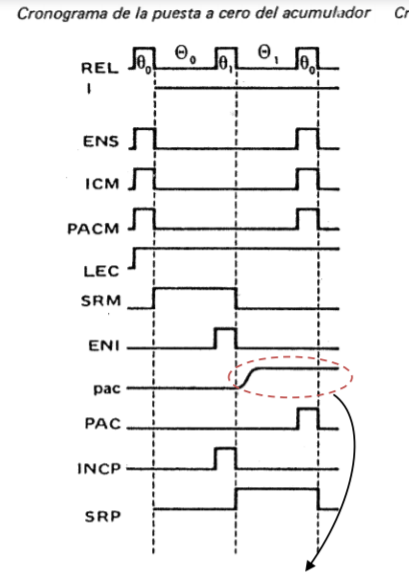 Cronograma de la puesta a cero del acumulador Cr
REL θ₀ Θ₀ θ₁ Θ₁ θ₀
I
ENS
ICM
PACM
LEC
SRM
ENI
pac
PAC
INCP
SRP